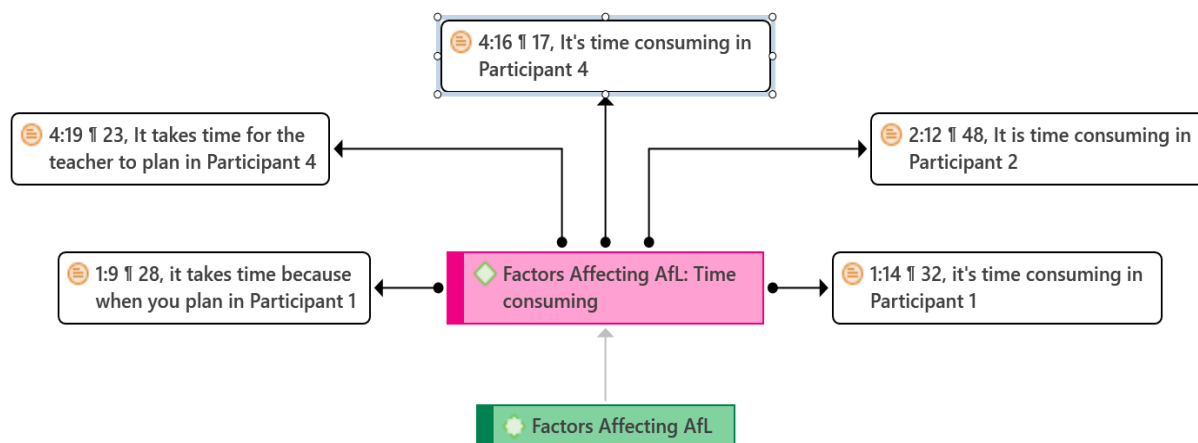 4:16 ¶ 17, It's time consuming in
Participant 4
4:19 ¶ 23, It takes time for the
teacher to plan in Participant 4
2:12 ¶ 48, It is time consuming in
Participant 2
1:9 ¶ 28, it takes time because
when you plan in Participant 1
Factors Affecting AfL: Time
consuming
1:14 ¶ 32, it's time consuming in
Participant 1
Factors Affecting AfL